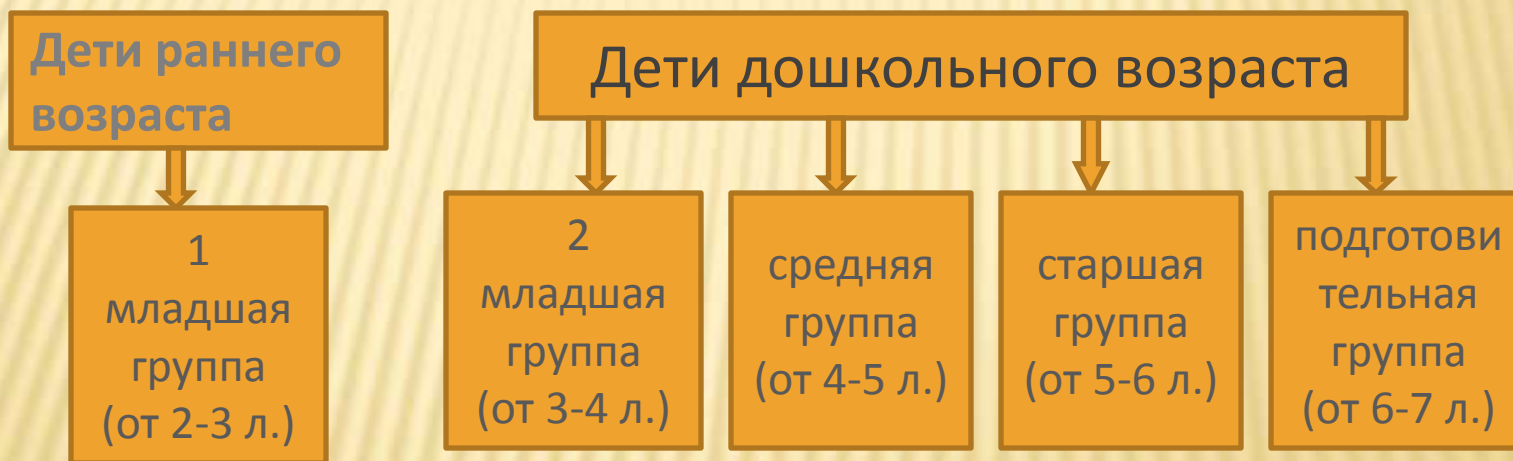 Дети раннего
возраста
Дети дошкольного возраста
1
младшая
группа
(от 2-3 л.)
2
младшая
группа
(от 3-4 л.)
средняя
группа
(от 4-5 л.)
старшая
группа
(от 5-6 л.)
подготови
тельная
группа
(от 6-7 л.)